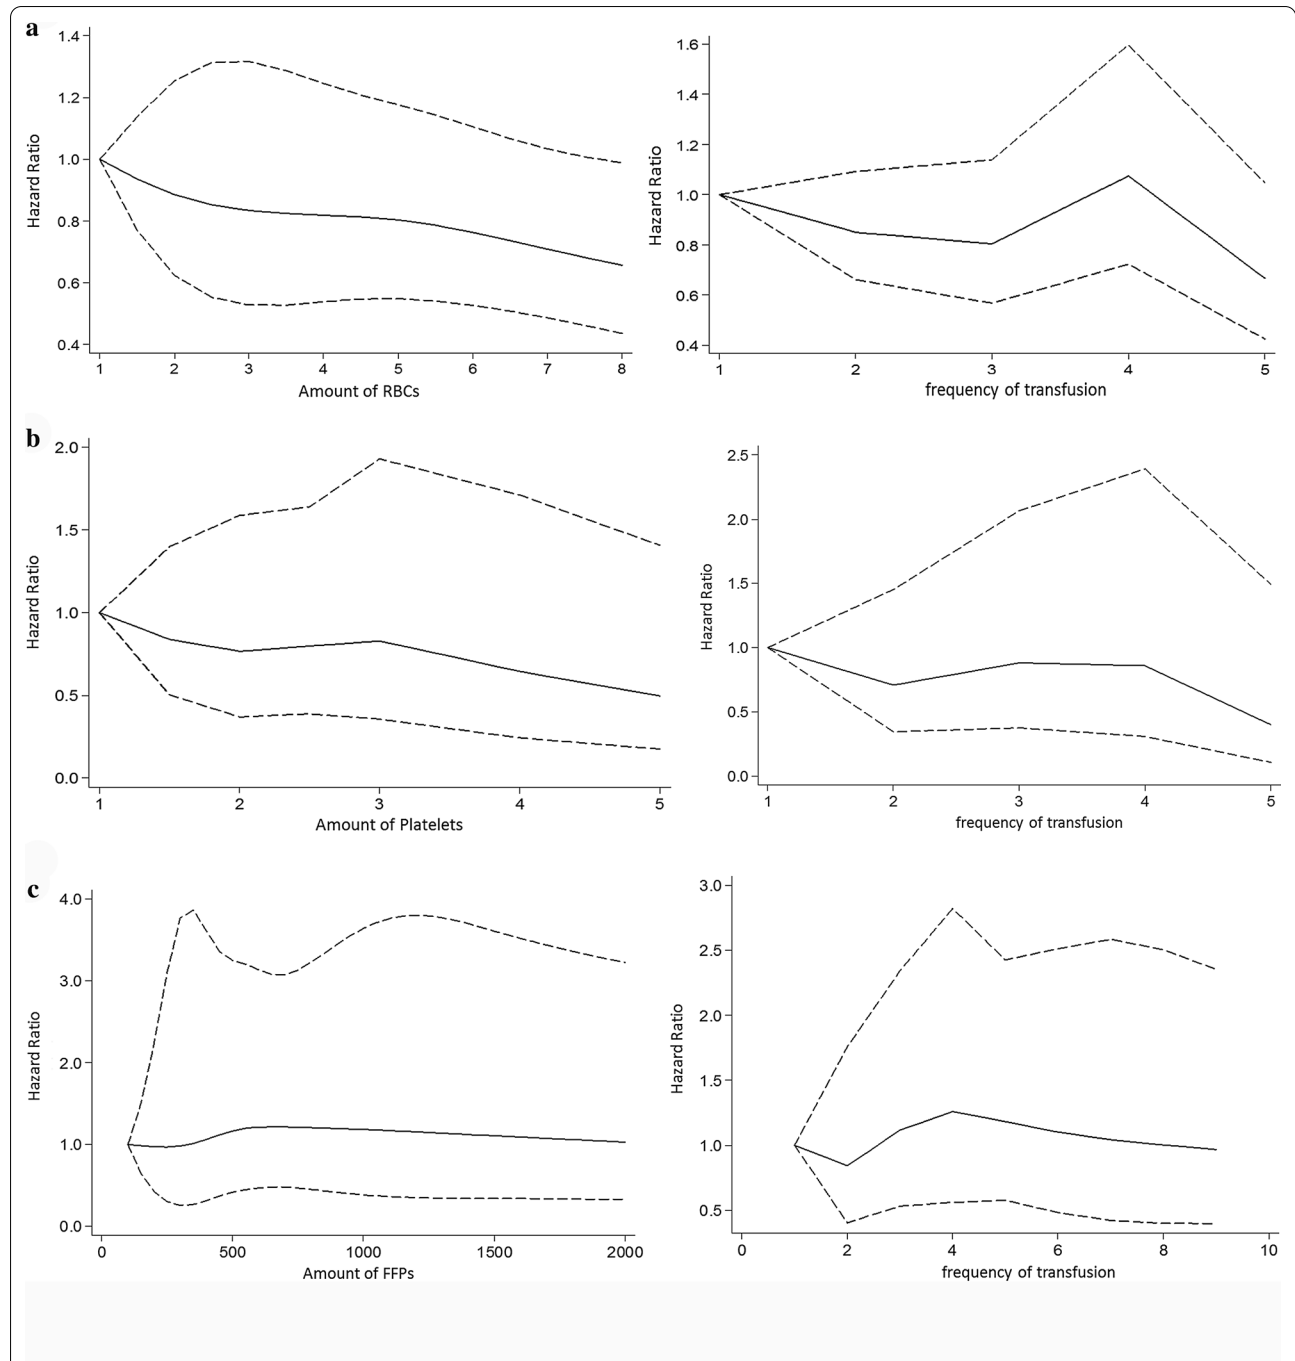 a
1.4
1.2
1.0
0.8
0.6
0.4
Hazard Ratio
1 2 3 4 5 6 7 8
Amount of RBCs
1.6
1.4
1.2
1.0
0.8
0.6
0.4
Hazard Ratio
1 2 3 4 5
frequency of transfusion
b
2.0
1.5
1.0
0.5
0.0
Hazard Ratio
1 2 3 4 5
Amount of Platelets
2.5
2.0
1.5
1.0
0.5
0.0
Hazard Ratio
1 2 3 4 5
frequency of transfusion
c
4.0
3.0
2.0
1.0
0.0
Hazard Ratio
0 500 1000 1500 2000
Amount of FFPs
3.0
2.5
2.0
1.5
1.0
0.5
Hazard Ratio
0 2 4 6 8 10
frequency of transfusion